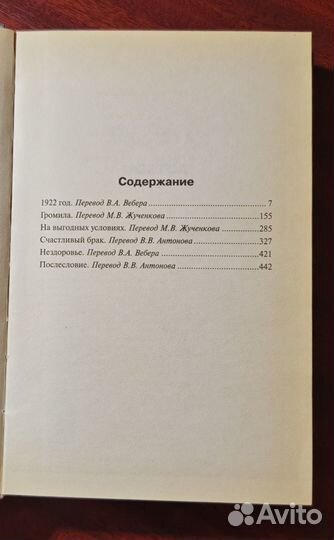 Содержание
1922 год. Перевод В.А. Вебера 7
Громила. Перевод М.В. Жученкова 155
На выгодных условиях. Перевод М.В. Жученкова 285
Счастливый брак. Перевод В.В. Антонова 327
Нездоровье. Перевод В.А. Вебера 421
Послесловие. Перевод В.В. Антонова 442
Avito